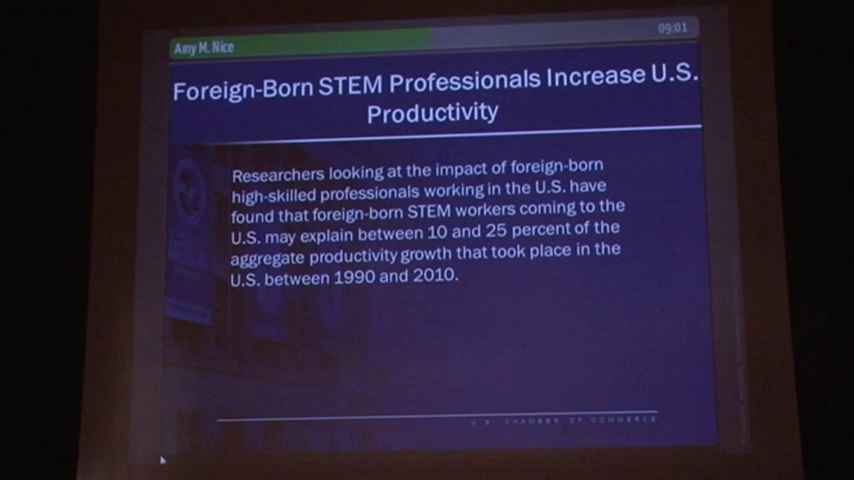 Amy M. Nice
09:01
Foreign-Born STEM Professionals Increase U.S.
Productivity
Researchers looking at the impact of foreign-born
high-skilled professionals working in the U.S. have
found that foreign-born STEM workers coming to the
U.S. may explain between 10 and 25 percent of the
aggregate productivity growth that took place in the
U.S. between 1990 and 2010.
U.S. CHAMBER OF COMMERCE